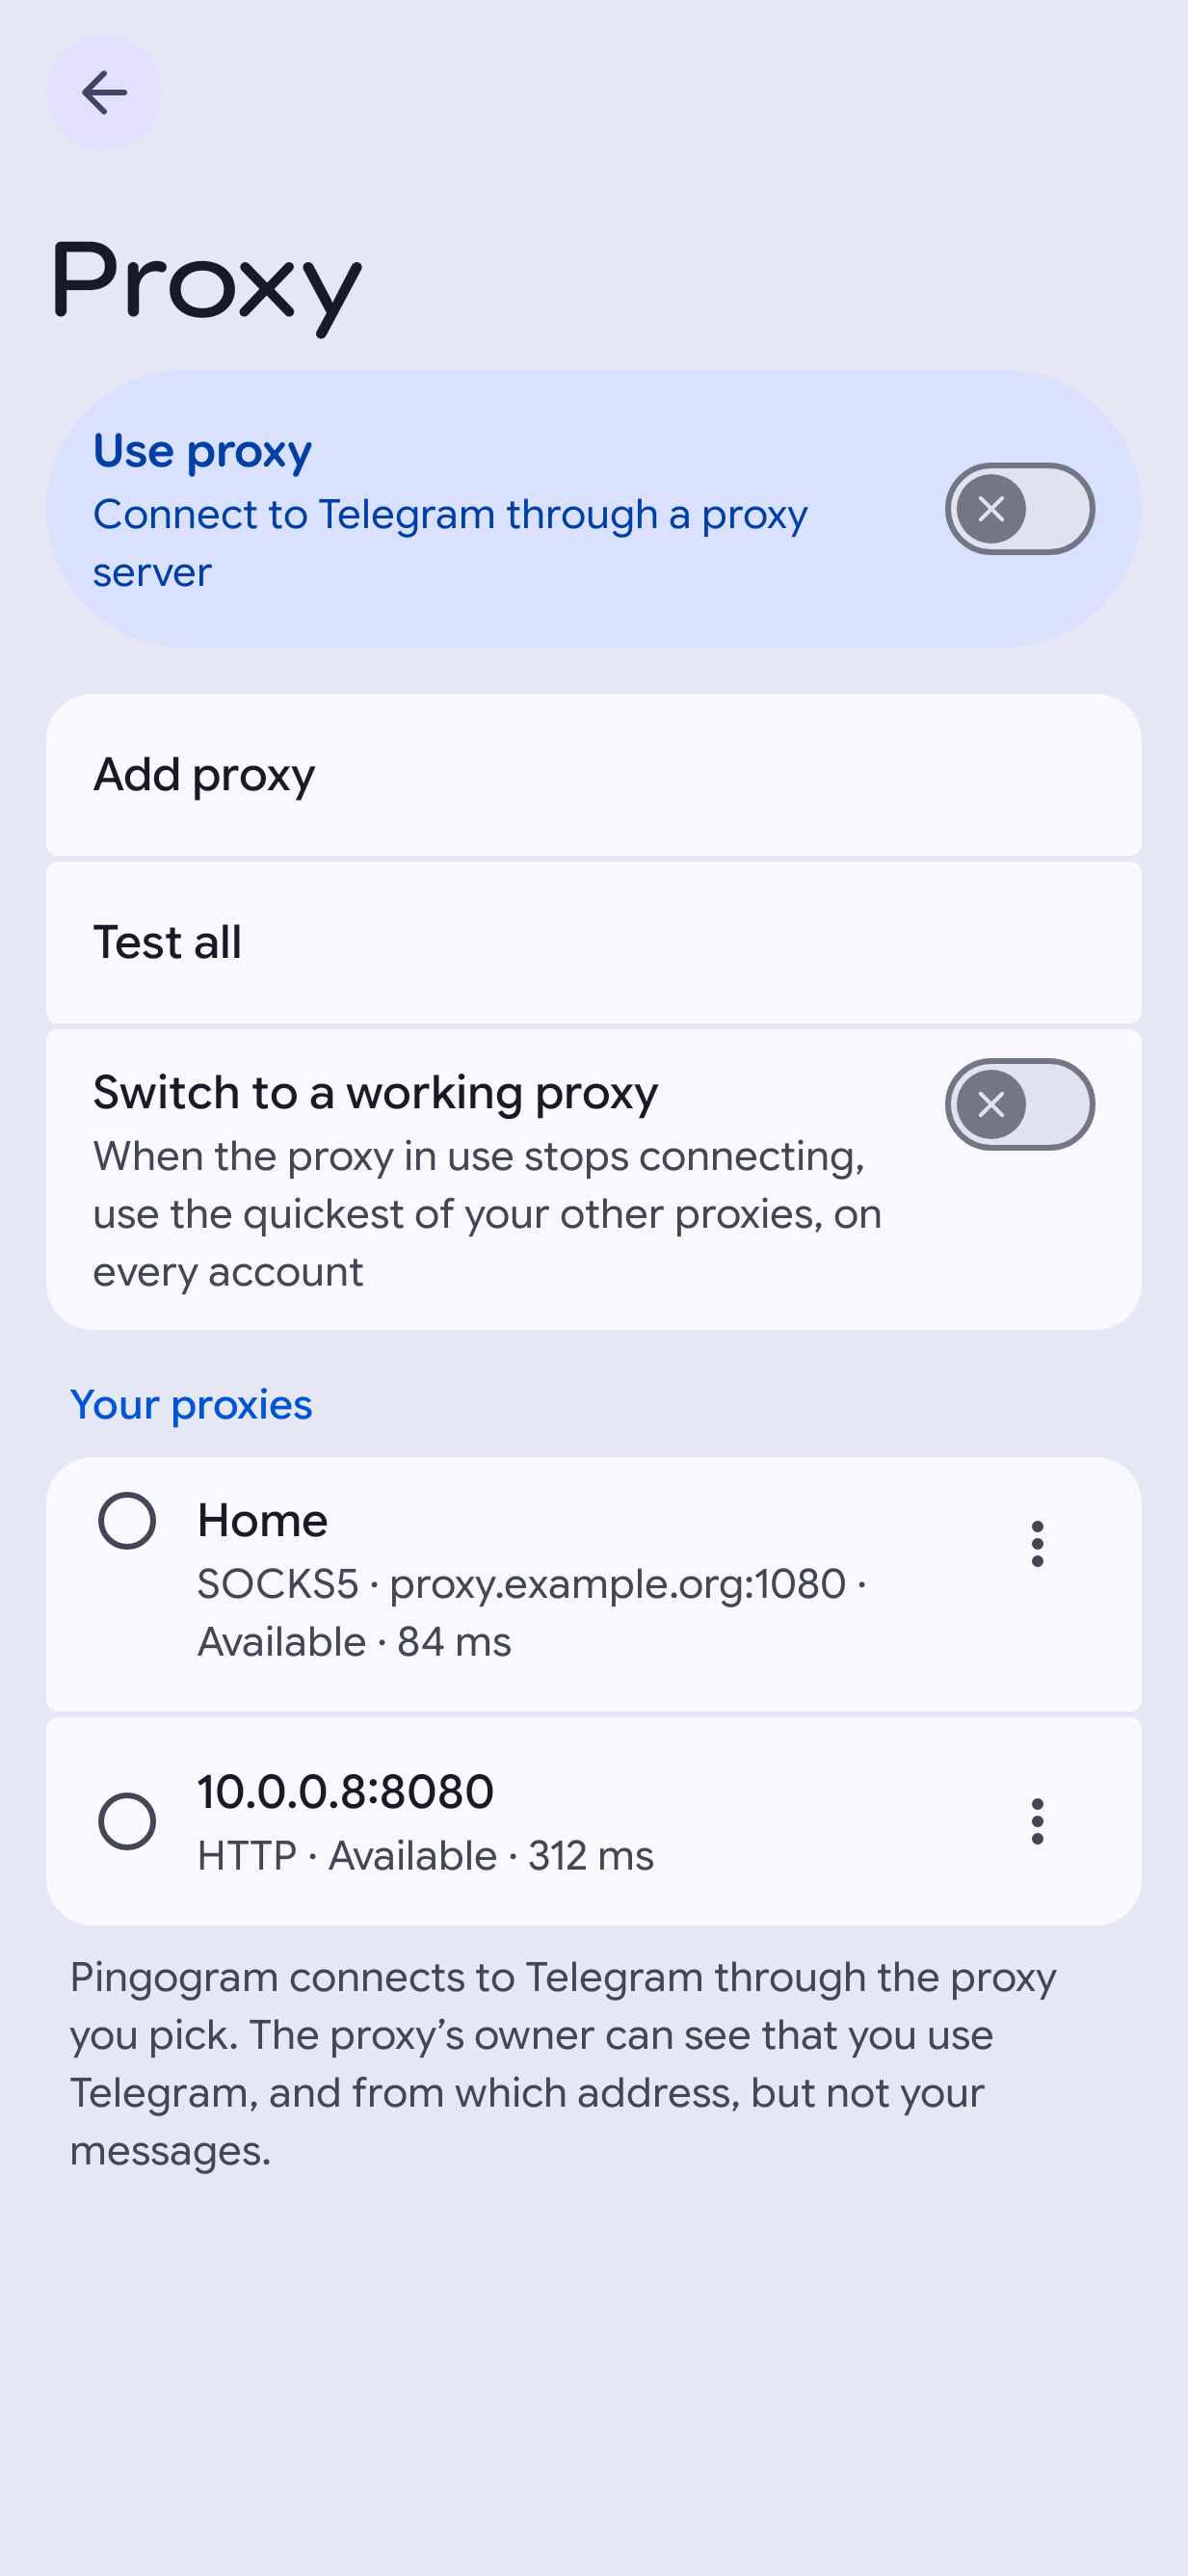 Proxy
Use proxy
Connect to Telegram through a proxy
server
Add proxy
Test all
Switch to a working proxy
When the proxy in use stops connecting,
use the quickest of your other proxies, on
every account
Your proxies
Home
SOCKS5 · proxy.example.org:1080 ·
Available · 84 ms
10.0.0.8:8080
HTTP · Available · 312 ms
Pingogram connects to Telegram through the proxy
you pick. The proxy’s owner can see that you use
Telegram, and from which address, but not your
messages.